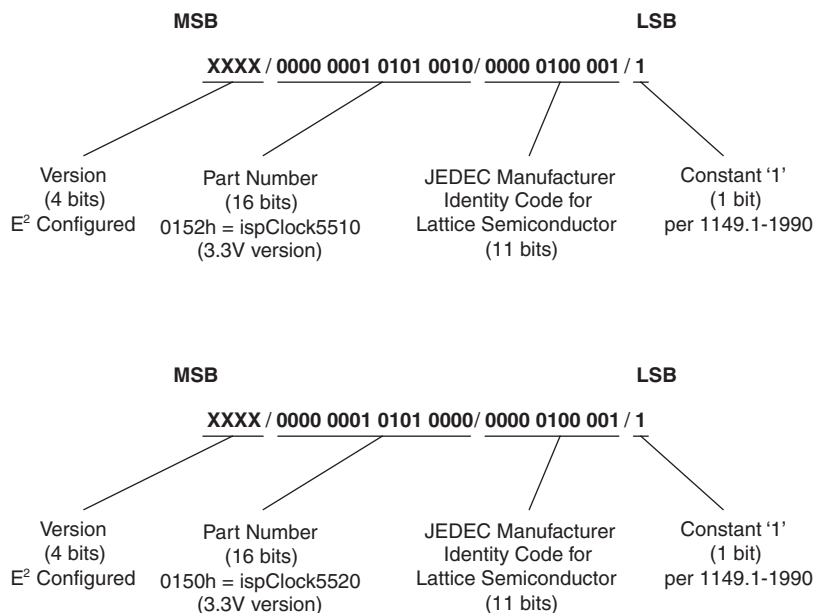 MSB LSB
XXXX / 0000 0001 0101 0010/ 0000 0100 001 / 1
Version
(4 bits)
E² Configured
Part Number
(16 bits)
0152h = ispClock5510
(3.3V version)
JEDEC Manufacturer
Identity Code for
Lattice Semiconductor
(11 bits)
Constant ‘1’
(1 bit)
per 1149.1-1990
MSB LSB
XXXX / 0000 0001 0101 0000/ 0000 0100 001 / 1
Version
(4 bits)
E² Configured
Part Number
(16 bits)
0150h = ispClock5520
(3.3V version)
JEDEC Manufacturer
Identity Code for
Lattice Semiconductor
(11 bits)
Constant ‘1’
(1 bit)
per 1149.1-1990